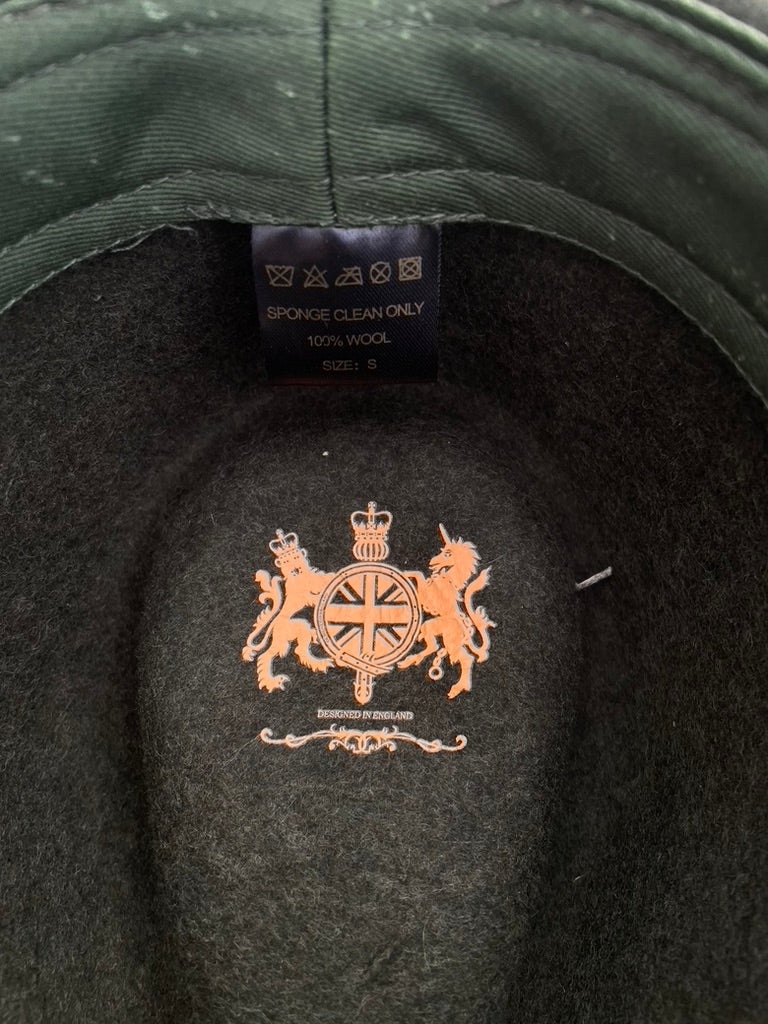 SPONGE CLEAN ONLY
100% WOOL
SIZE: S
DESIGNED IN ENGLAND